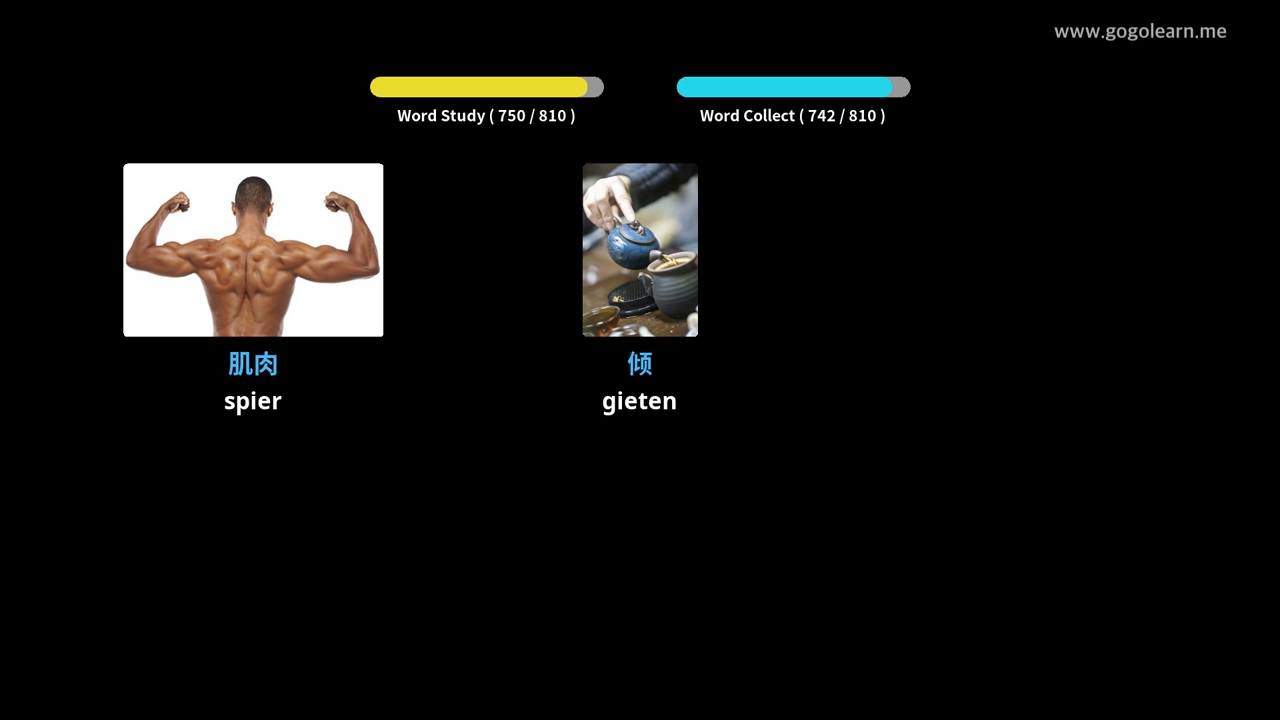 www.gogolearn.me
Word Study ( 750 / 810 )
Word Collect ( 742 / 810 )
肌肉
spier
倾
gieten